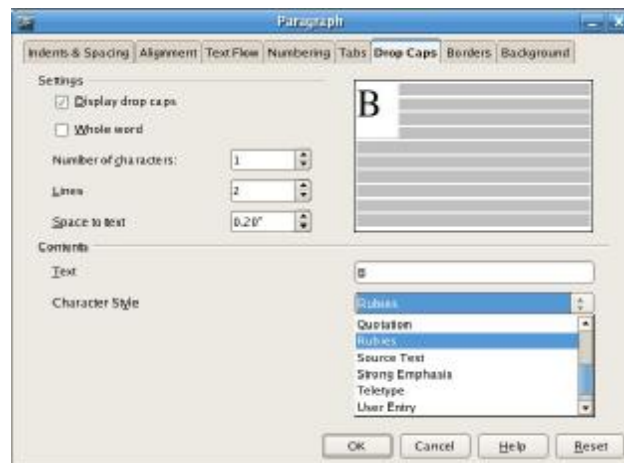 Paragraph
Indents & Spacing Alignment Text Flow Numbering Tabs Drop Caps Borders Background
Settings
Display drop caps
Whole word
Number of characters: 1
Lines 2
Space to text 0.20"
B
Contents
Text B
Character Style Rubies
Quotation
Rubies
Source Text
Strong Emphasis
Teletype
User Entry
OK Cancel Help Reset